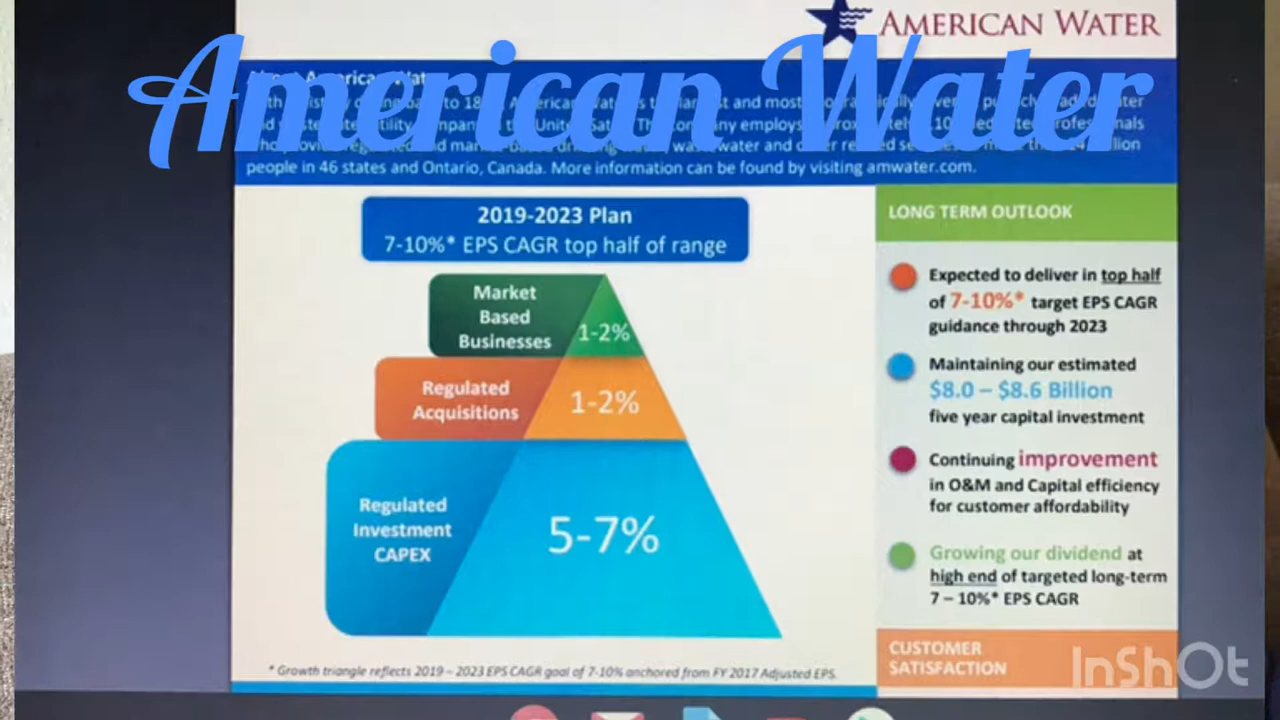 AMERICAN WATER
American Water
people in 46 states and Ontario, Canada. More information can be found by visiting amwater.com.
2019-2023 Plan
7-10%* EPS CAGR top half of range
LONG TERM OUTLOOK
Market
Based
Businesses
1-2%
Regulated
Acquisitions
1-2%
Regulated
Investment
CAPEX
5-7%
Expected to deliver in top half
of 7-10%* target EPS CAGR
guidance through 2023
Maintaining our estimated
$8.0 – $8.6 Billion
five year capital investment
Continuing improvement
in O&M and Capital efficiency
for customer affordability
Growing our dividend at
high end of targeted long-term
7 – 10%* EPS CAGR
* Growth triangle reflects 2019 – 2023 EPS CAGR goal of 7-10% anchored from FY 2017 Adjusted EPS.
CUSTOMER
SATISFACTION
InShOt